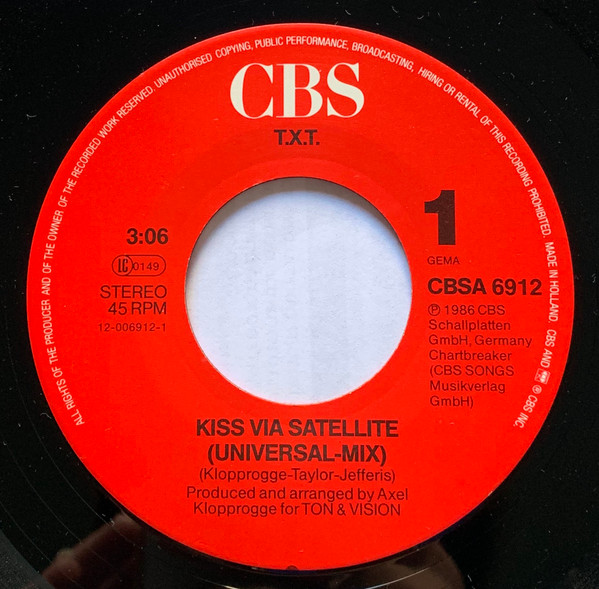 ALL RIGHTS OF THE PRODUCER AND OF THE OWNER OF THE RECORDED WORK RESERVED. UNAUTHORISED COPYING, PUBLIC PERFORMANCE, BROADCASTING, HIRING OR RENTAL OF THIS RECORDING PROHIBITED. MADE IN HOLLAND CBS AND ® CBS INC.
CBS
T.X.T.
3:06
LC 0149
STEREO
45 RPM
12-006912-1
1
GEMA
CBSA 6912
℗ 1986 CBS
Schallplatten
GmbH, Germany
Chartbreaker
(CBS SONGS
Musikverlag
GmbH)
KISS VIA SATELLITE
(UNIVERSAL-MIX)
(Kloprogge-Taylor-Jefferis)
Produced and arranged by Axel
Kloprogge for TON & VISION